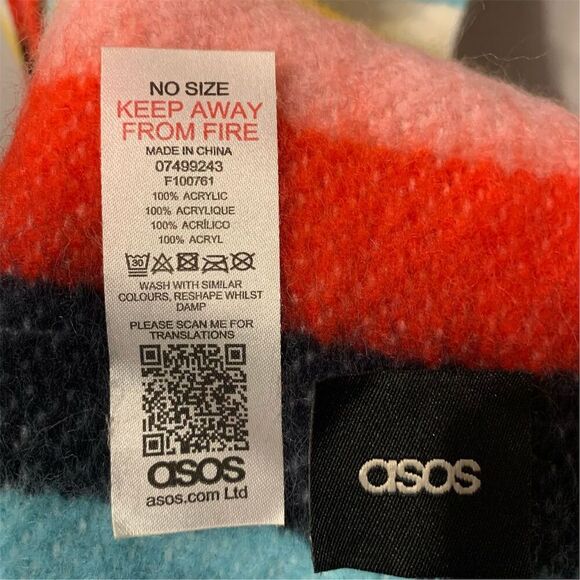 NO SIZE
KEEP AWAY
FROM FIRE
MADE IN CHINA
07499243
F100761
100% ACRYLIC
100% ACRYLIQUE
100% ACRÍLICO
100% ACRYL
30
WASH WITH SIMILAR
COLOURS, RESHAPE WHILST
DAMP
PLEASE SCAN ME FOR
TRANSLATIONS
asos
asos.com Ltd
asos